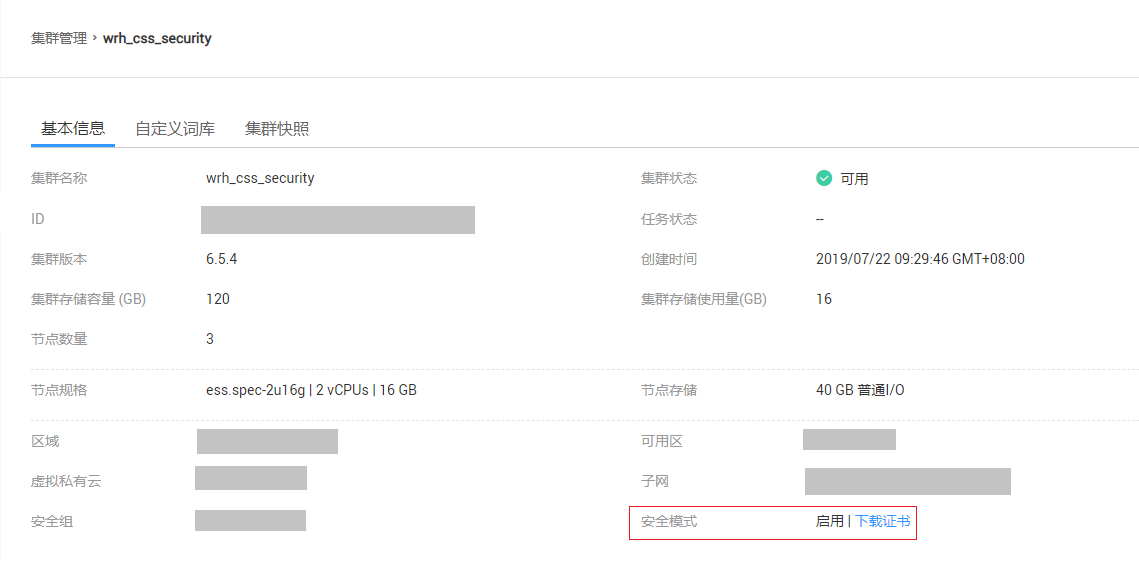 集群管理 › wrh_css_security
基本信息 自定义词库 集群快照
集群名称 wrh_css_security 集群状态 可用
ID 任务状态 --
集群版本 6.5.4 创建时间 2019/07/22 09:29:46 GMT+08:00
集群存储容量 (GB) 120 集群存储使用量(GB) 16
节点数量 3
节点规格 ess.spec-2u16g | 2 vCPUs | 16 GB 节点存储 40 GB 普通I/O
区域 可用区
虚拟私有云 子网
安全组 安全模式 启用 | 下载证书